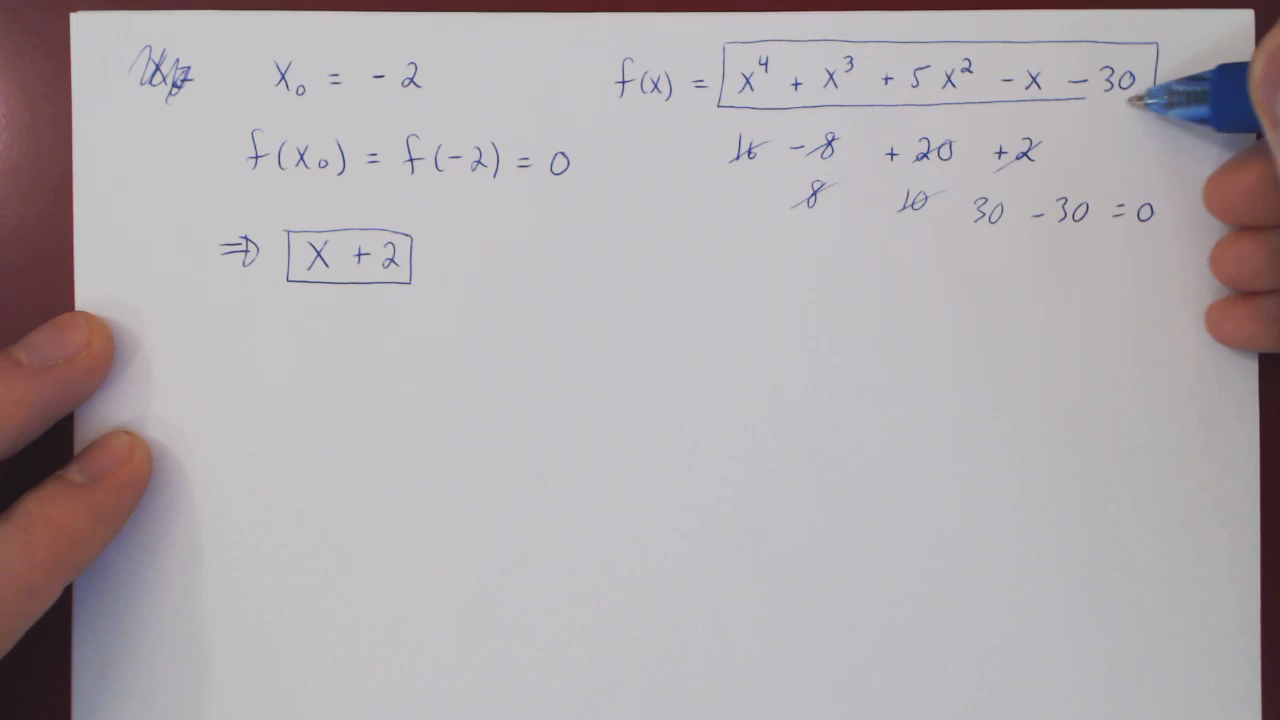 x₀ = -2
f(x) = x⁴ + x³ + 5x² - x - 30
f(x₀) = f(-2) = 0
16 - 8 + 20 + 2
8 10 30 - 30 = 0
⇒ x + 2